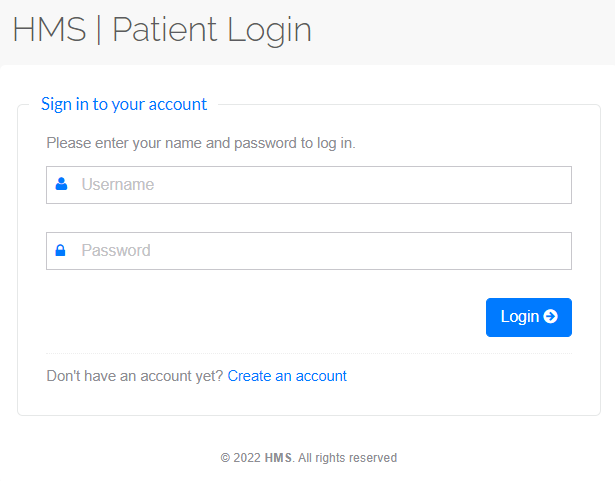 HMS | Patient Login
Sign in to your account
Please enter your name and password to log in.
Username
Password
Login
Don't have an account yet? Create an account
© 2022 HMS. All rights reserved